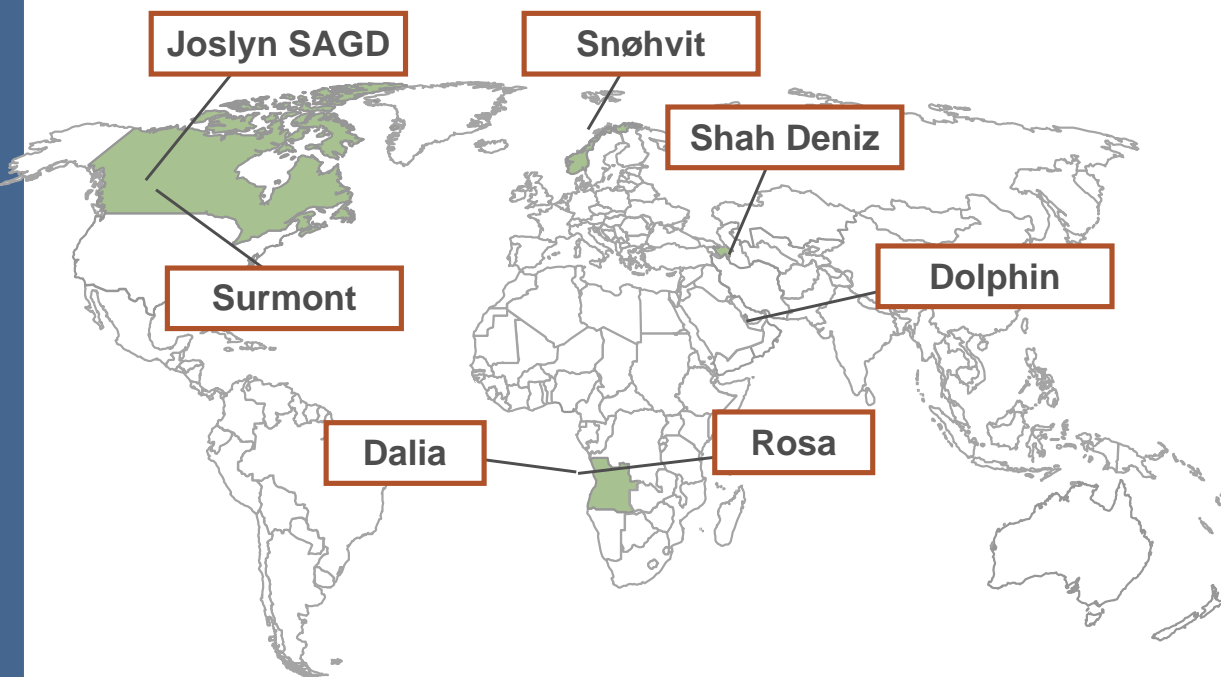 Joslyn SAGD
Snøhvit
Shah Deniz
Dolphin
Surmont
Dalia
Rosa